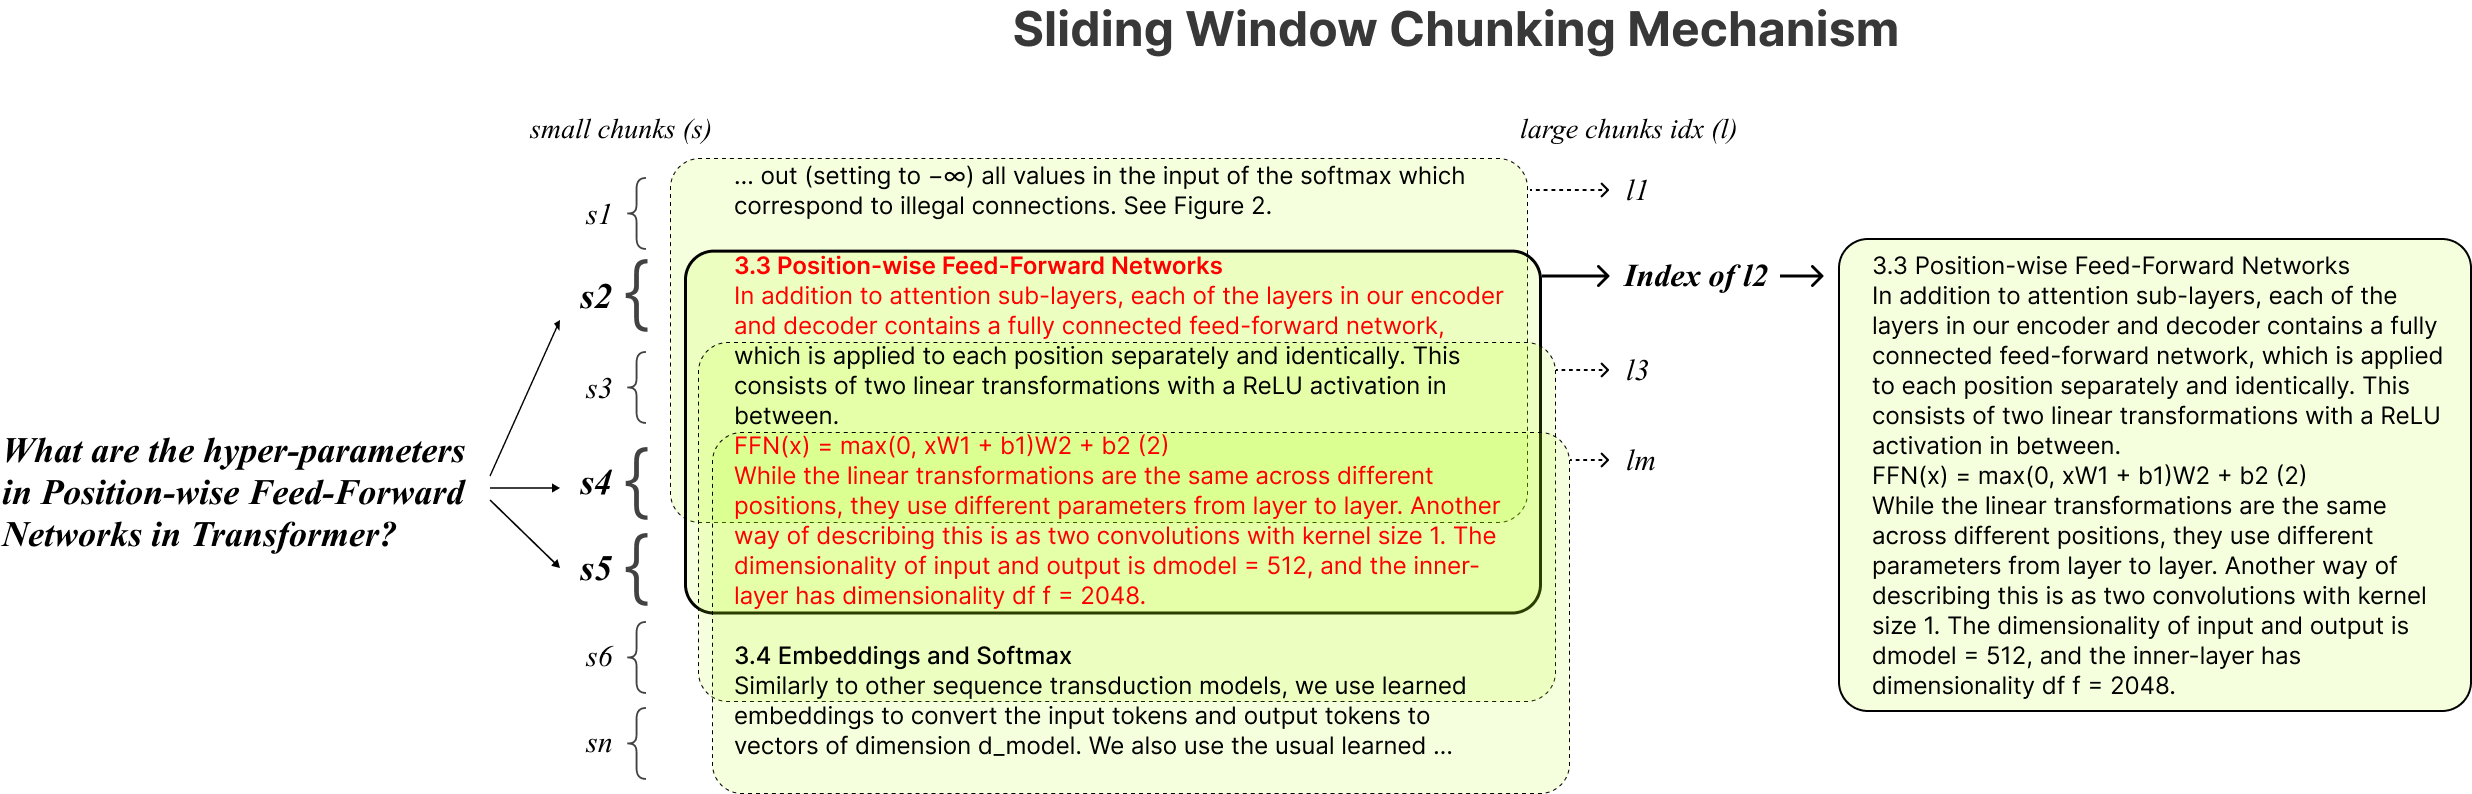 Sliding Window Chunking Mechanism
small chunks (s)
large chunks idx (l)
What are the hyper-parameters
in Position-wise Feed-Forward
Networks in Transformer?
s1
s2
s3
s4
s5
s6
sn
... out (setting to −∞) all values in the input of the softmax which
correspond to illegal connections. See Figure 2.
3.3 Position-wise Feed-Forward Networks
In addition to attention sub-layers, each of the layers in our encoder
and decoder contains a fully connected feed-forward network,
which is applied to each position separately and identically. This
consists of two linear transformations with a ReLU activation in
between.
FFN(x) = max(0, xW1 + b1)W2 + b2 (2)
While the linear transformations are the same across different
positions, they use different parameters from layer to layer. Another
way of describing this is as two convolutions with kernel size 1. The
dimensionality of input and output is dmodel = 512, and the inner-
layer has dimensionality df f = 2048.
3.4 Embeddings and Softmax
Similarly to other sequence transduction models, we use learned
embeddings to convert the input tokens and output tokens to
vectors of dimension d_model. We also use the usual learned ...
l1
Index of l2
l3
lm
3.3 Position-wise Feed-Forward Networks
In addition to attention sub-layers, each of the
layers in our encoder and decoder contains a fully
connected feed-forward network, which is applied
to each position separately and identically. This
consists of two linear transformations with a ReLU
activation in between.
FFN(x) = max(0, xW1 + b1)W2 + b2 (2)
While the linear transformations are the same
across different positions, they use different
parameters from layer to layer. Another way of
describing this is as two convolutions with kernel
size 1. The dimensionality of input and output is
dmodel = 512, and the inner-layer has
dimensionality df f = 2048.